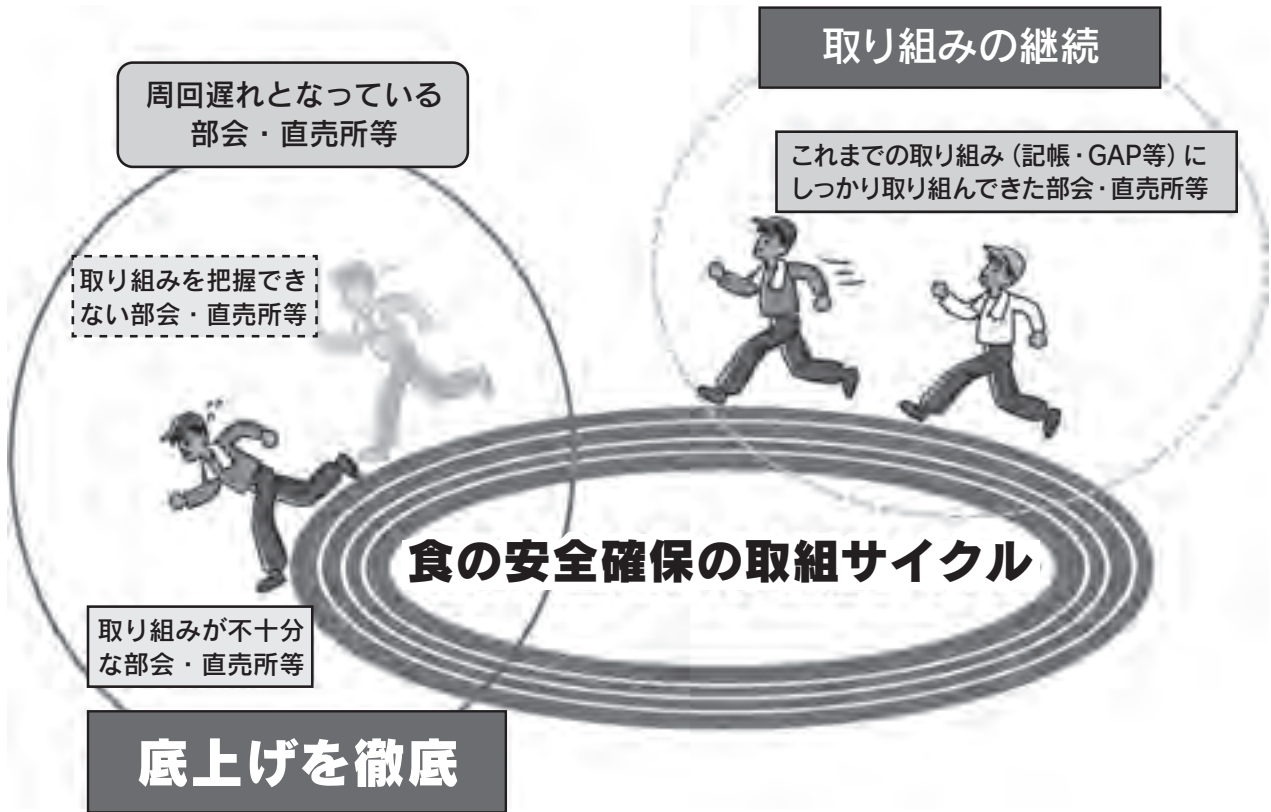 取り組みの継続
周回遅れとなっている
部会・直売所等
これまでの取り組み（記帳・GAP等）に
しっかり取り組んできた部会・直売所等
取り組みを把握でき
ない部会・直売所等
食の安全確保の取組サイクル
取り組みが不十分
な部会・直売所等
底上げを徹底